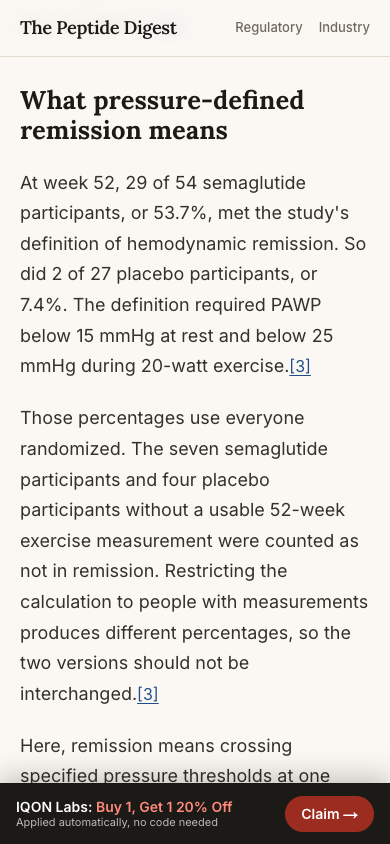 The Peptide Digest
Regulatory Industry
What pressure-defined
remission means
At week 52, 29 of 54 semaglutide
participants, or 53.7%, met the study's
definition of hemodynamic remission. So
did 2 of 27 placebo participants, or
7.4%. The definition required PAWP
below 15 mmHg at rest and below 25
mmHg during 20-watt exercise.[3]
Those percentages use everyone
randomized. The seven semaglutide
participants and four placebo
participants without a usable 52-week
exercise measurement were counted as
not in remission. Restricting the
calculation to people with measurements
produces different percentages, so the
two versions should not be
interchanged.[3]
Here, remission means crossing
specified pressure thresholds at one
IQON Labs: Buy 1, Get 1 20% Off
Applied automatically, no code needed
Claim →